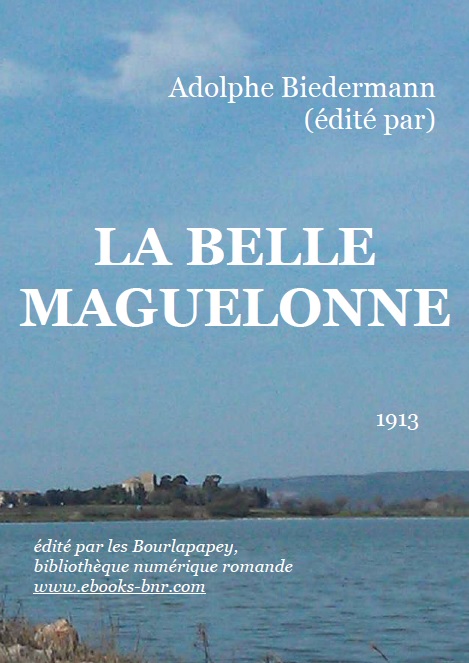 Adolphe Biedermann
(édité par)
LA BELLE
MAGUELONNE
1913
édité par les Bourlapapey,
bibliothèque numérique romande
www.ebooks-bnr.com